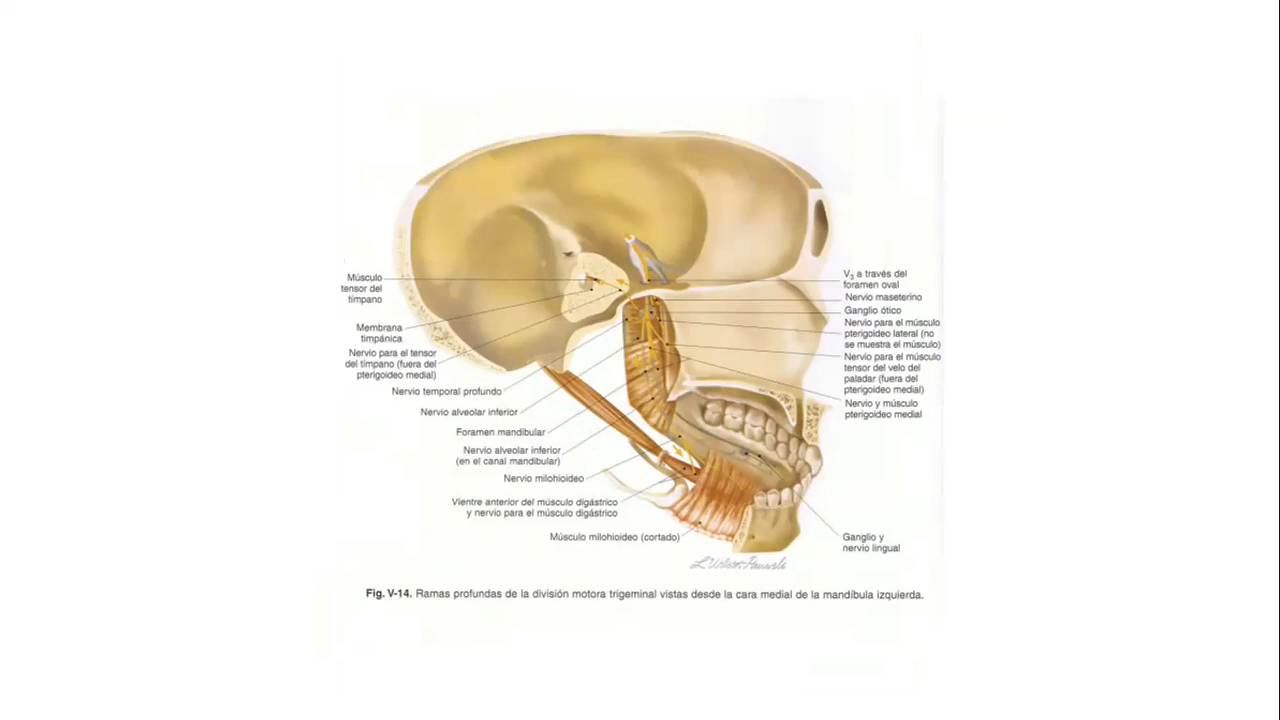 Músculo
tensor del
tímpano
Membrana
timpánica
Nervio para el tensor
del tímpano (fuera del
pterigoideo medial)
Nervio temporal profundo
Nervio alveolar inferior
Foramen mandibular
Nervio alveolar inferior
(en el canal mandibular)
Nervio milohioideo
Vientre anterior del músculo digástrico
y nervio para el músculo digástrico
Músculo milohioideo (cortado)
V3 a través del
foramen oval
Nervio maseterino
Ganglio ótico
Nervio para el músculo
pterigoideo lateral (no
se muestra el músculo)
Nervio para el músculo
tensor del velo del
paladar (fuera del
pterigoideo medial)
Nervio y músculo
pterigoideo medial
Ganglio y
nervio lingual
Fig. V-14. Ramas profundas de la división motora trigeminal vistas desde la cara medial de la mandíbula izquierda.